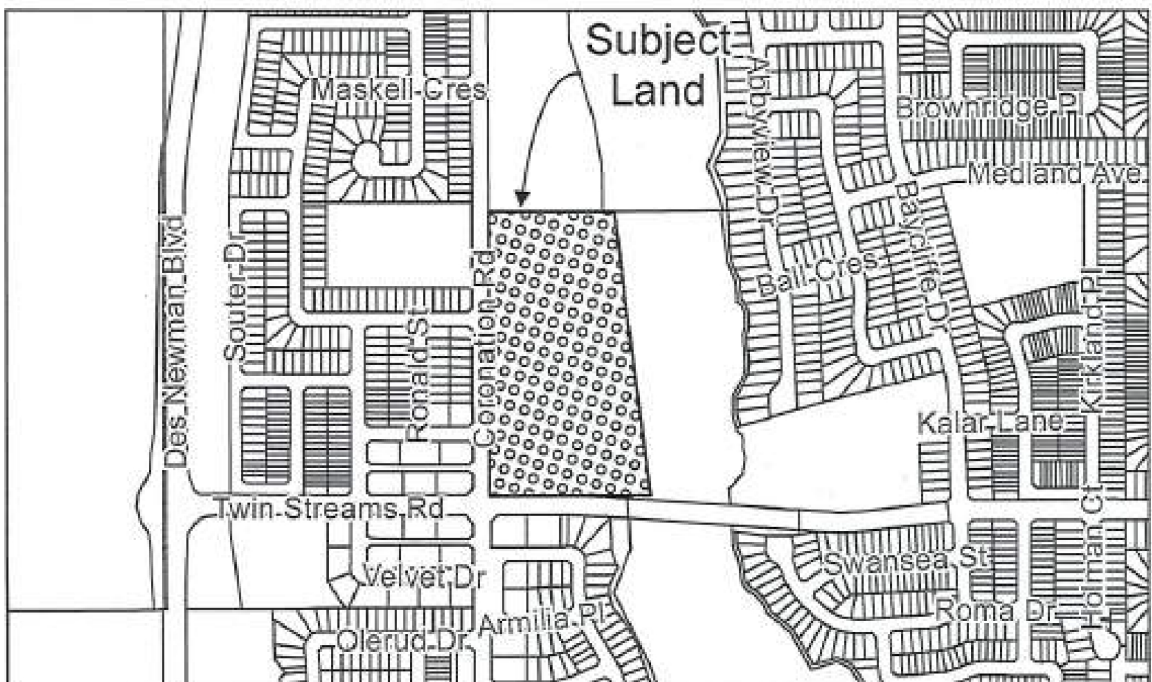 Subject
Land
Maskell Cres
Abbyview Dr
Brownridge Pl
Medland Ave
Baycliffe Dr
Des Newman Blvd
Souter Dr
Coronation Rd
Ronald St
Ball Cres
Kirkland Pl
Kalar Lane
Twin Streams Rd
Swansea St
Holman Ct
Velvet Dr
Armilia Pl
Roma Dr
Olerud Dr